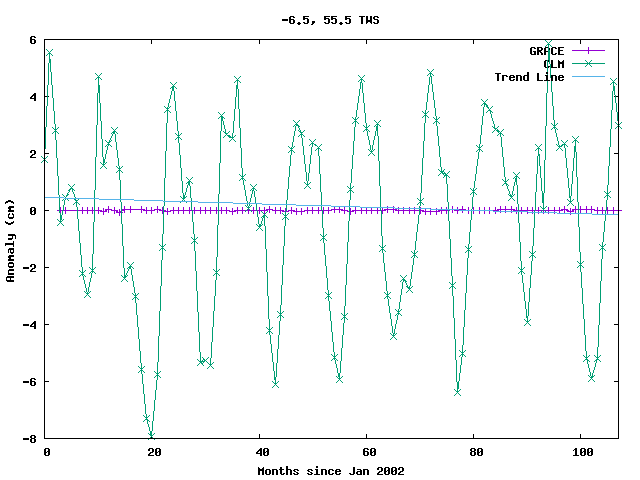 -6.5, 55.5 TWS
GRACE
CLM
Trend Line
6
4
2
0
-2
-4
-6
-8
Anomaly (cm)
0 20 40 60 80 100
Months since Jan 2002